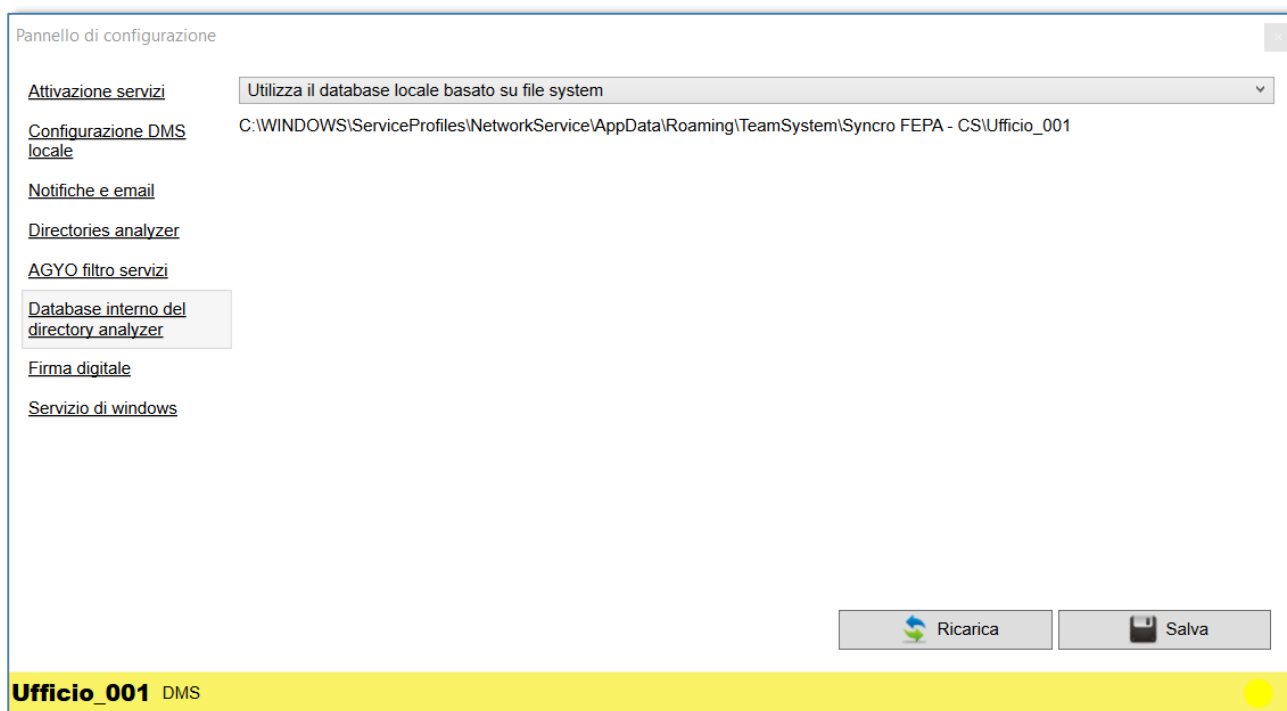 Pannello di configurazione
Attivazione servizi
Utilizza il database locale basato su file system
Configurazione DMS
locale
C:\WINDOWS\ServiceProfiles\NetworkService\AppData\Roaming\TeamSystem\Syncro FEPA - CS\Ufficio_001
Notifiche e email
Directories analyzer
AGYO filtro servizi
Database interno del
directory analyzer
Firma digitale
Servizio di windows
Ricarica
Salva
Ufficio_001 DMS